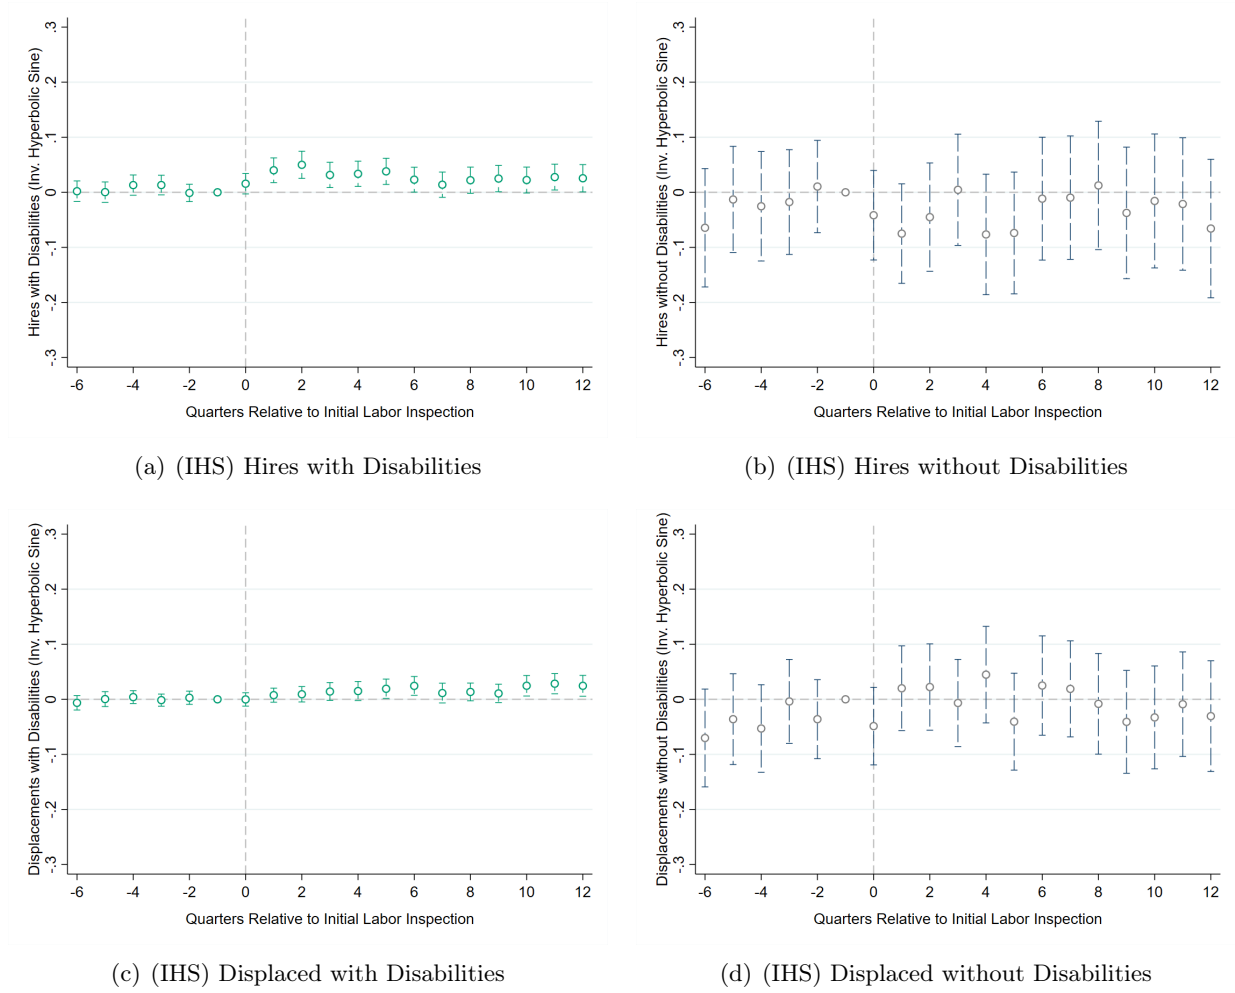 Hires with Disabilities (Inv. Hyperbolic Sine)
.3
.2
.1
0
-.1
-.2
-.3
-6 -4 -2 0 2 4 6 8 10 12
Quarters Relative to Initial Labor Inspection
(a) (IHS) Hires with Disabilities
Hires without Disabilities (Inv. Hyperbolic Sine)
.3
.2
.1
0
-.1
-.2
-.3
-6 -4 -2 0 2 4 6 8 10 12
Quarters Relative to Initial Labor Inspection
(b) (IHS) Hires without Disabilities
Displacements with Disabilities (Inv. Hyperbolic Sine)
.3
.2
.1
0
-.1
-.2
-.3
-6 -4 -2 0 2 4 6 8 10 12
Quarters Relative to Initial Labor Inspection
(c) (IHS) Displaced with Disabilities
Displacements without Disabilities (Inv. Hyperbolic Sine)
.3
.2
.1
0
-.1
-.2
-.3
-6 -4 -2 0 2 4 6 8 10 12
Quarters Relative to Initial Labor Inspection
(d) (IHS) Displaced without Disabilities